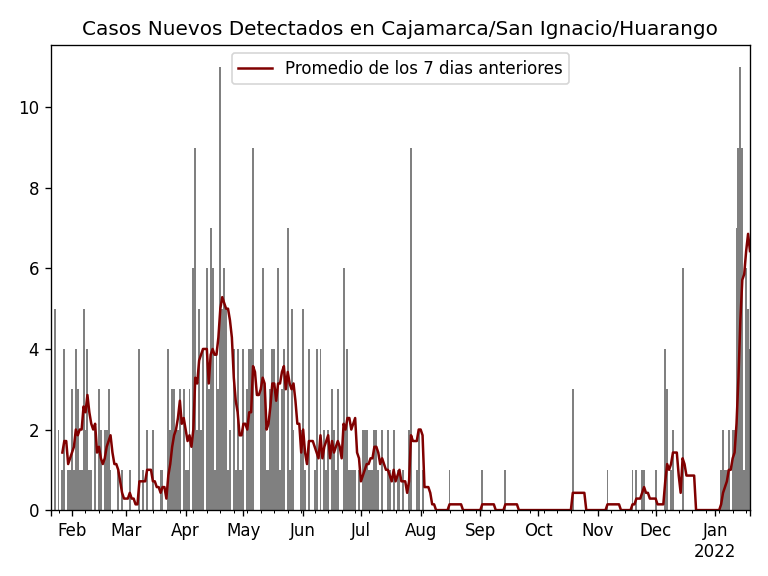 Casos Nuevos Detectados en Cajamarca/San Ignacio/Huarango
Promedio de los 7 dias anteriores
10
8
6
4
2
0
Feb Mar Apr May Jun Jul Aug Sep Oct Nov Dec Jan
2022